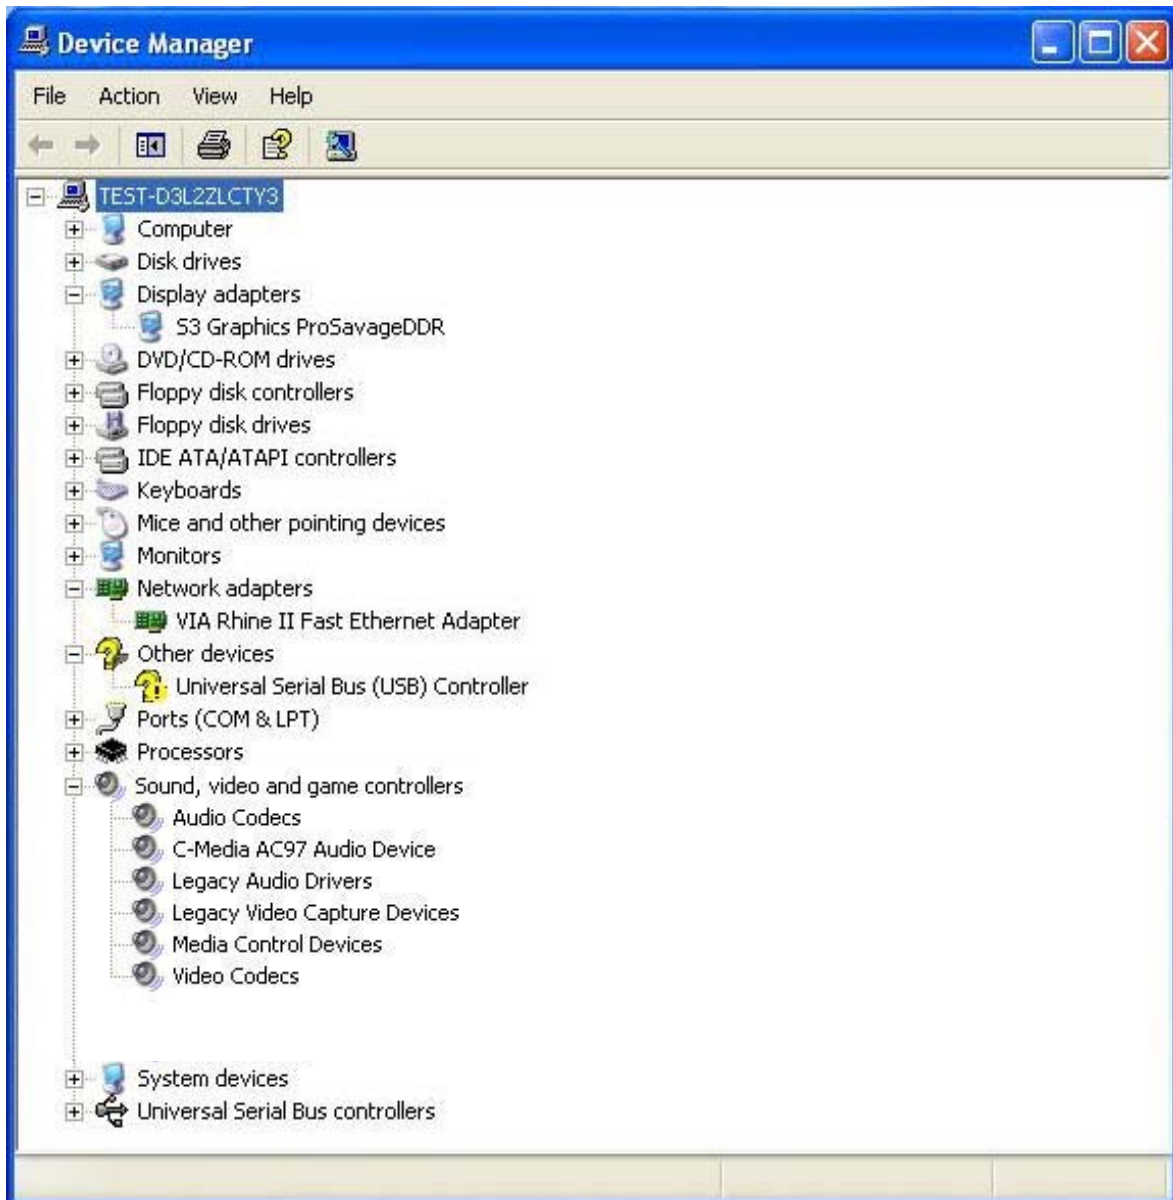 Device Manager
File Action View Help
TEST-D3L2ZLCTY3
Computer
Disk drives
Display adapters
S3 Graphics ProSavageDDR
DVD/CD-ROM drives
Floppy disk controllers
Floppy disk drives
IDE ATA/ATAPI controllers
Keyboards
Mice and other pointing devices
Monitors
Network adapters
VIA Rhine II Fast Ethernet Adapter
Other devices
Universal Serial Bus (USB) Controller
Ports (COM & LPT)
Processors
Sound, video and game controllers
Audio Codecs
C-Media AC97 Audio Device
Legacy Audio Drivers
Legacy Video Capture Devices
Media Control Devices
Video Codecs
System devices
Universal Serial Bus controllers